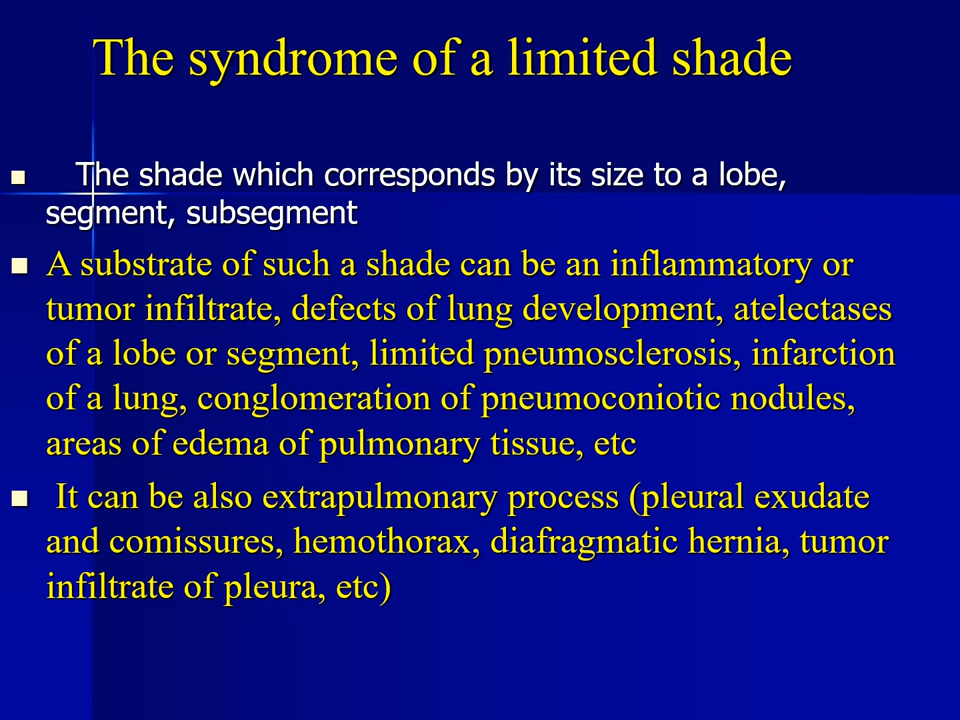 The syndrome of a limited shade
The shade which corresponds by its size to a lobe,
segment, subsegment
A substrate of such a shade can be an inflammatory or
tumor infiltrate, defects of lung development, atelectases
of a lobe or segment, limited pneumosclerosis, infarction
of a lung, conglomeration of pneumoconiotic nodules,
areas of edema of pulmonary tissue, etc
It can be also extrapulmonary process (pleural exudate
and comissures, hemothorax, diafragmatic hernia, tumor
infiltrate of pleura, etc)